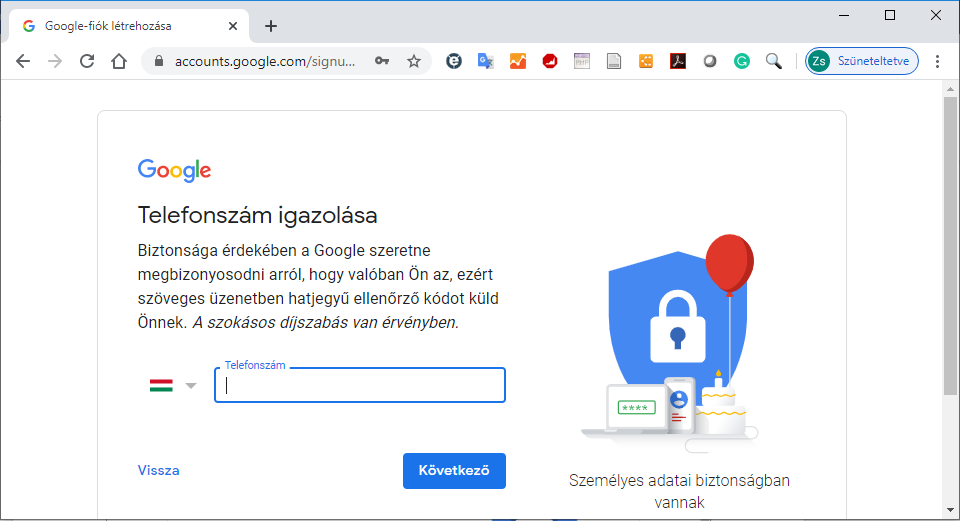 Google-fiók létrehozása
accounts.google.com/signu...
Zs Szüneteltetve
Google
Telefonszám igazolása
Biztonsága érdekében a Google szeretne
megbizonyosodni arról, hogy valóban Ön az, ezért
szöveges üzenetben hatjegyű ellenőrző kódot küld
Önnek. A szokásos díjszabás van érvényben.
Telefonszám
Vissza
Következő
****
Személyes adatai biztonságban
vannak